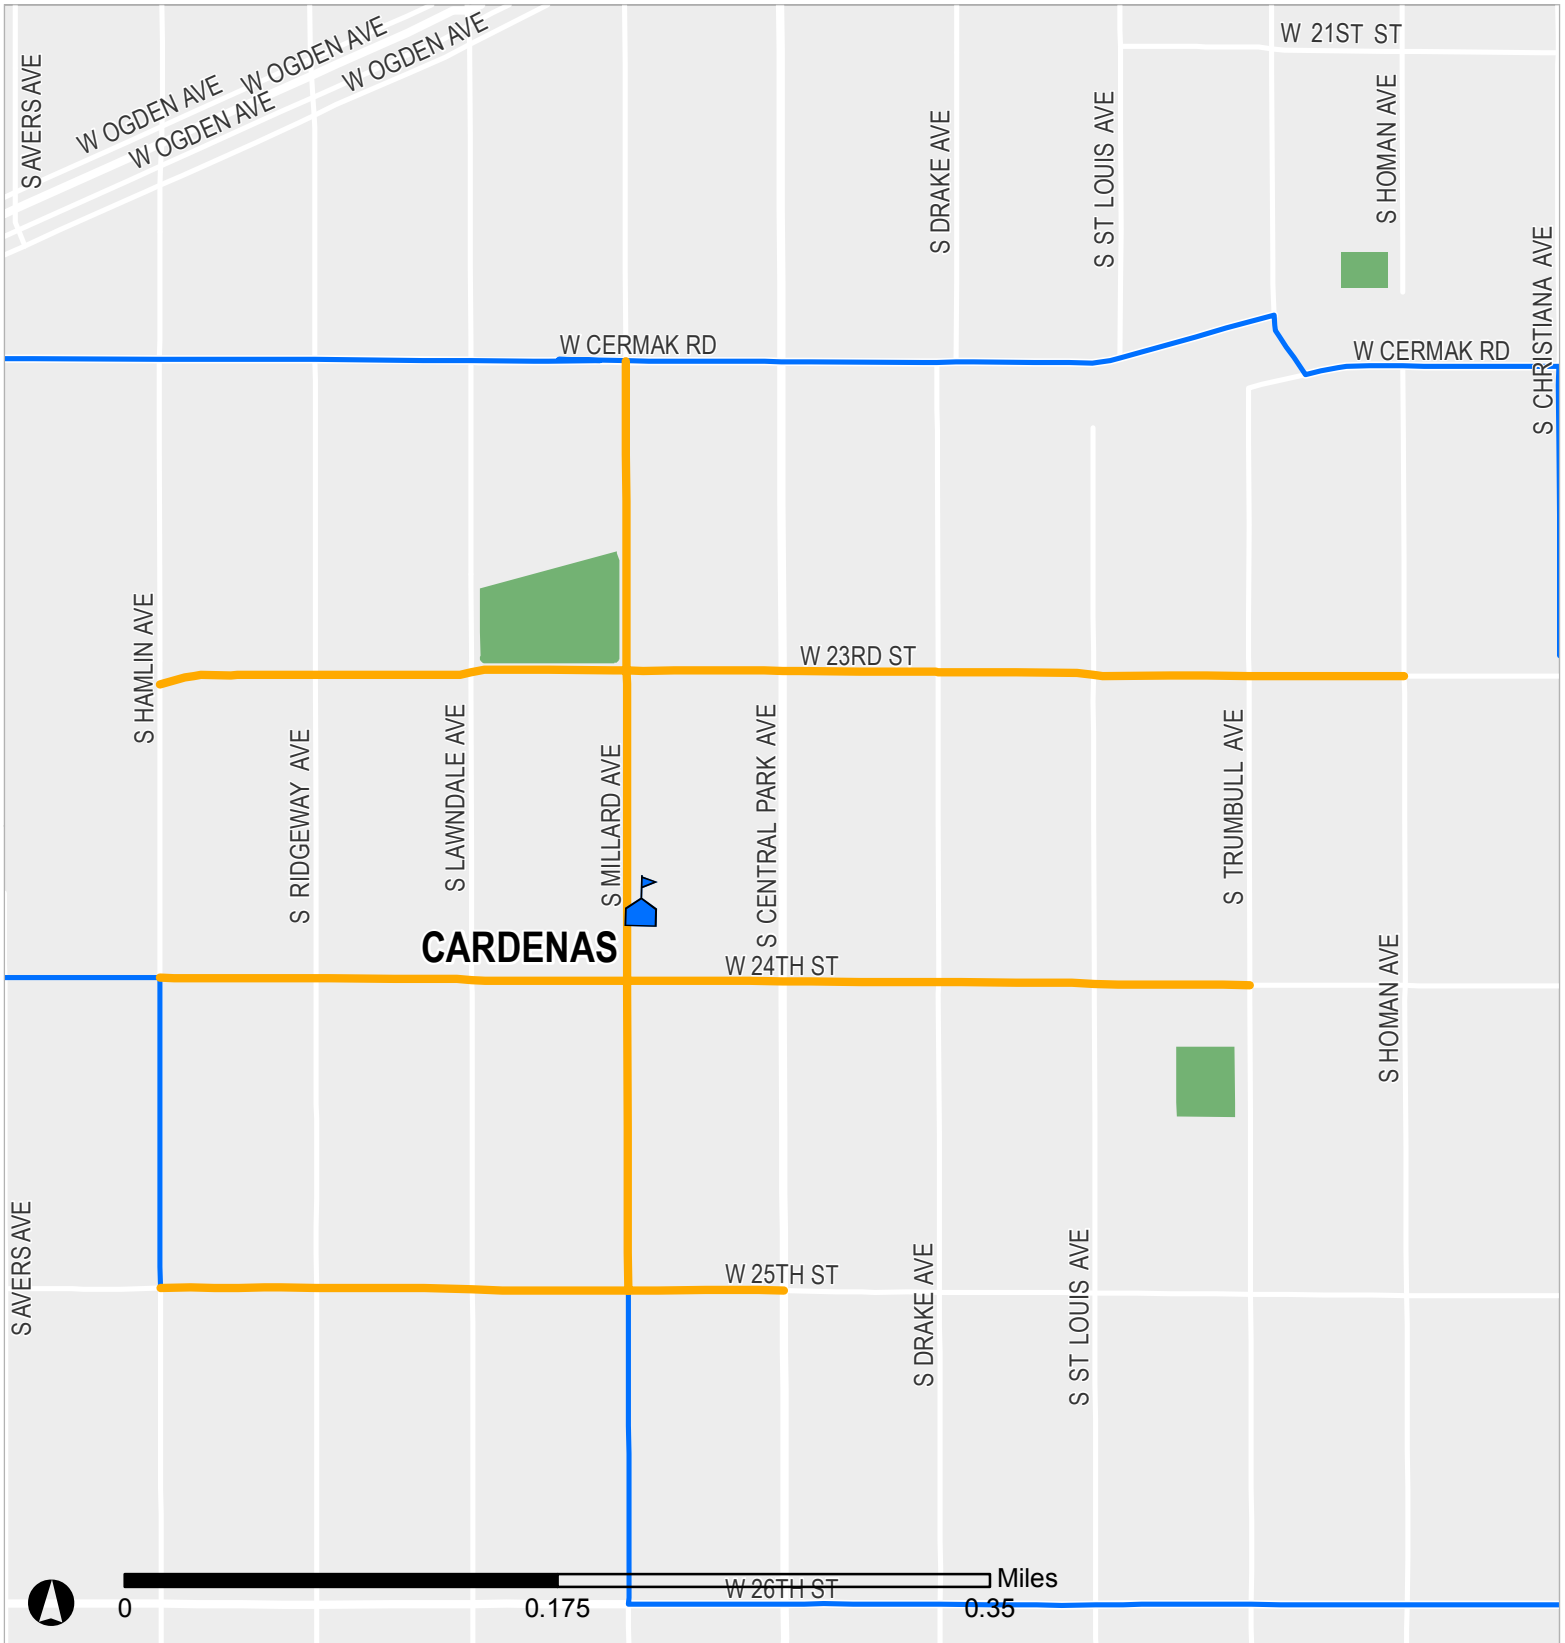 W 21ST ST
W OGDEN AVE
W OGDEN AVE
W OGDEN AVE
W OGDEN AVE
S AVERS AVE
S DRAKE AVE
S ST LOUIS AVE
S HOMAN AVE
S CHRISTIANA AVE
W CERMAK RD
W CERMAK RD
S HAMLIN AVE
W 23RD ST
S RIDGEWAY AVE
S LAWNDALE AVE
S MILLARD AVE
S CENTRAL PARK AVE
S TRUMBULL AVE
CARDENAS
W 24TH ST
S HOMAN AVE
S AVERS AVE
W 25TH ST
S DRAKE AVE
S ST LOUIS AVE
Miles
W 26TH ST
0 0.175 0.35